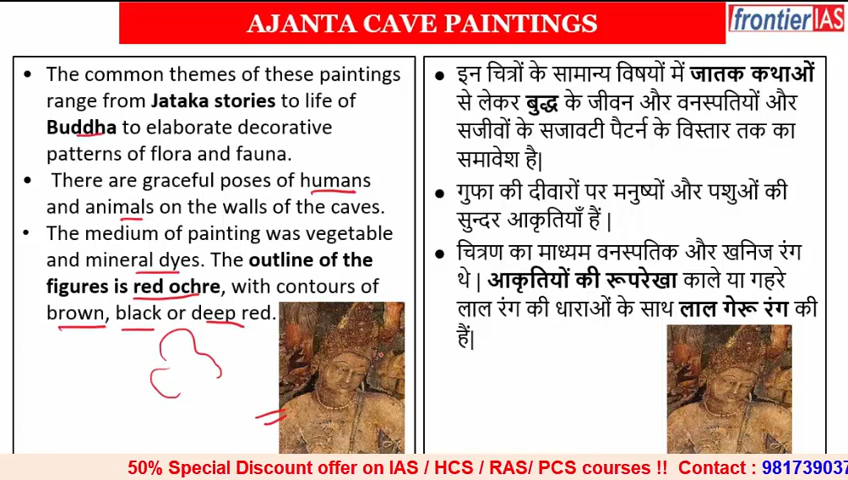 AJANTA CAVE PAINTINGS
frontierIAS
• The common themes of these paintings
range from Jataka stories to life of
Buddha to elaborate decorative
patterns of flora and fauna.
• There are graceful poses of humans
and animals on the walls of the caves.
• The medium of painting was vegetable
and mineral dyes. The outline of the
figures is red ochre, with contours of
brown, black or deep red.
• इन चित्रों के सामान्य विषयों में जातक कथाओं
से लेकर बुद्ध के जीवन और वनस्पतियों और
सजीवों के सजावटी पैटर्न के विस्तार तक का
समावेश है|
• गुफा की दीवारों पर मनुष्यों और पशुओं की
सुन्दर आकृतियाँ हैं |
• चित्रण का माध्यम वनस्पतिक और खनिज रंग
थे | आकृतियों की रूपरेखा काले या गहरे
लाल रंग की धाराओं के साथ लाल गेरू रंग की
हैं|
50% Special Discount offer on IAS / HCS / RAS/ PCS courses !! Contact : 981739037